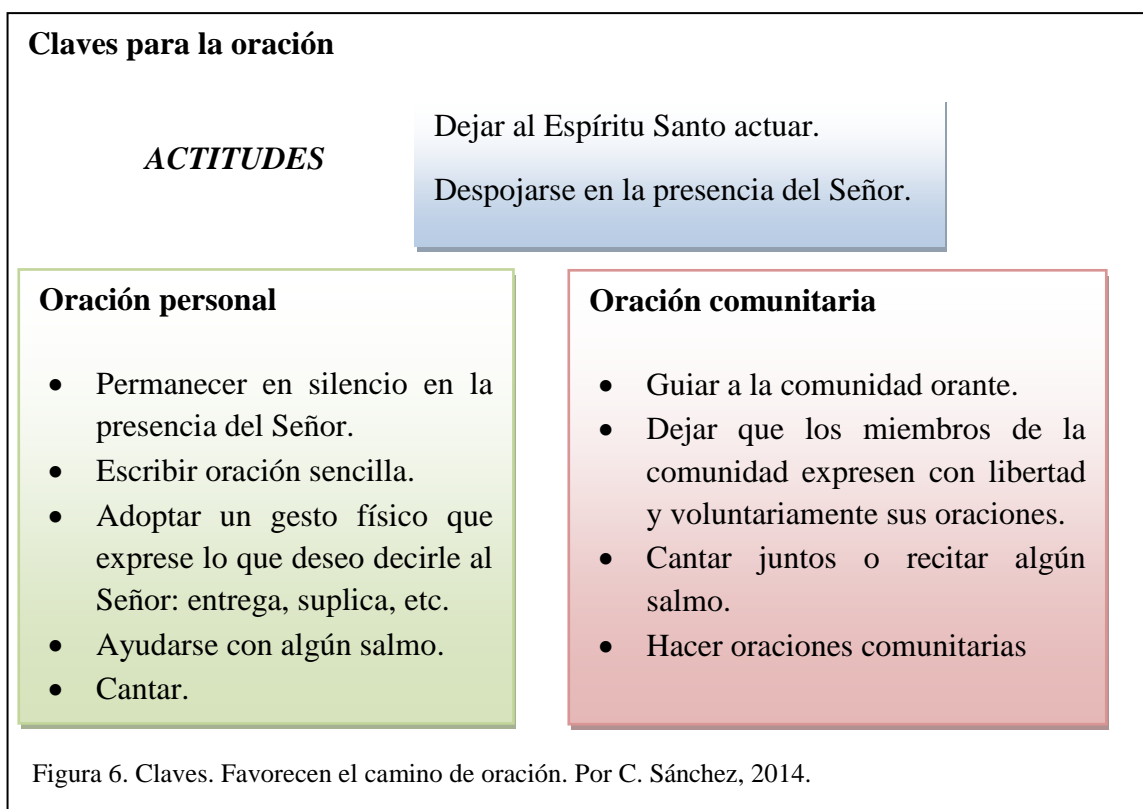 Claves para la oración
ACTITUDES
Dejar al Espíritu Santo actuar.
Despojarse en la presencia del Señor.
Oración personal
• Permanecer en silencio en la
presencia del Señor.
• Escribir oración sencilla.
• Adoptar un gesto físico que
exprese lo que deseo decirle al
Señor: entrega, suplica, etc.
• Ayudarse con algún salmo.
• Cantar.
Oración comunitaria
• Guiar a la comunidad orante.
• Dejar que los miembros de la
comunidad expresen con libertad
y voluntariamente sus oraciones.
• Cantar juntos o recitar algún
salmo.
• Hacer oraciones comunitarias
Figura 6. Claves. Favorecen el camino de oración. Por C. Sánchez, 2014.